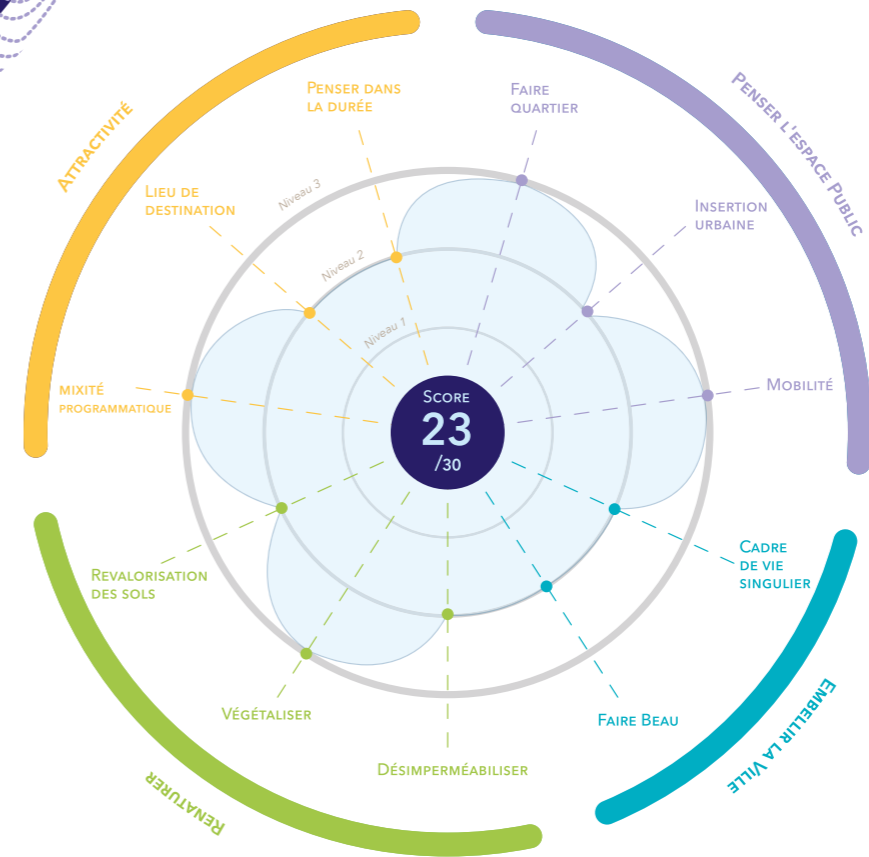 Attractivité
Penser l'espace Public
Penser dans
la durée
Faire
quartier
Lieu de
destination
Insertion
urbaine
Niveau 3
Niveau 2
Niveau 1
mixité
programmatique
Mobilité
Score
23
/30
Revalorisation
des sols
Cadre
de vie
singulier
Végétaliser
Faire Beau
Désimperméabiliser
Renaturer
Embellir la Ville